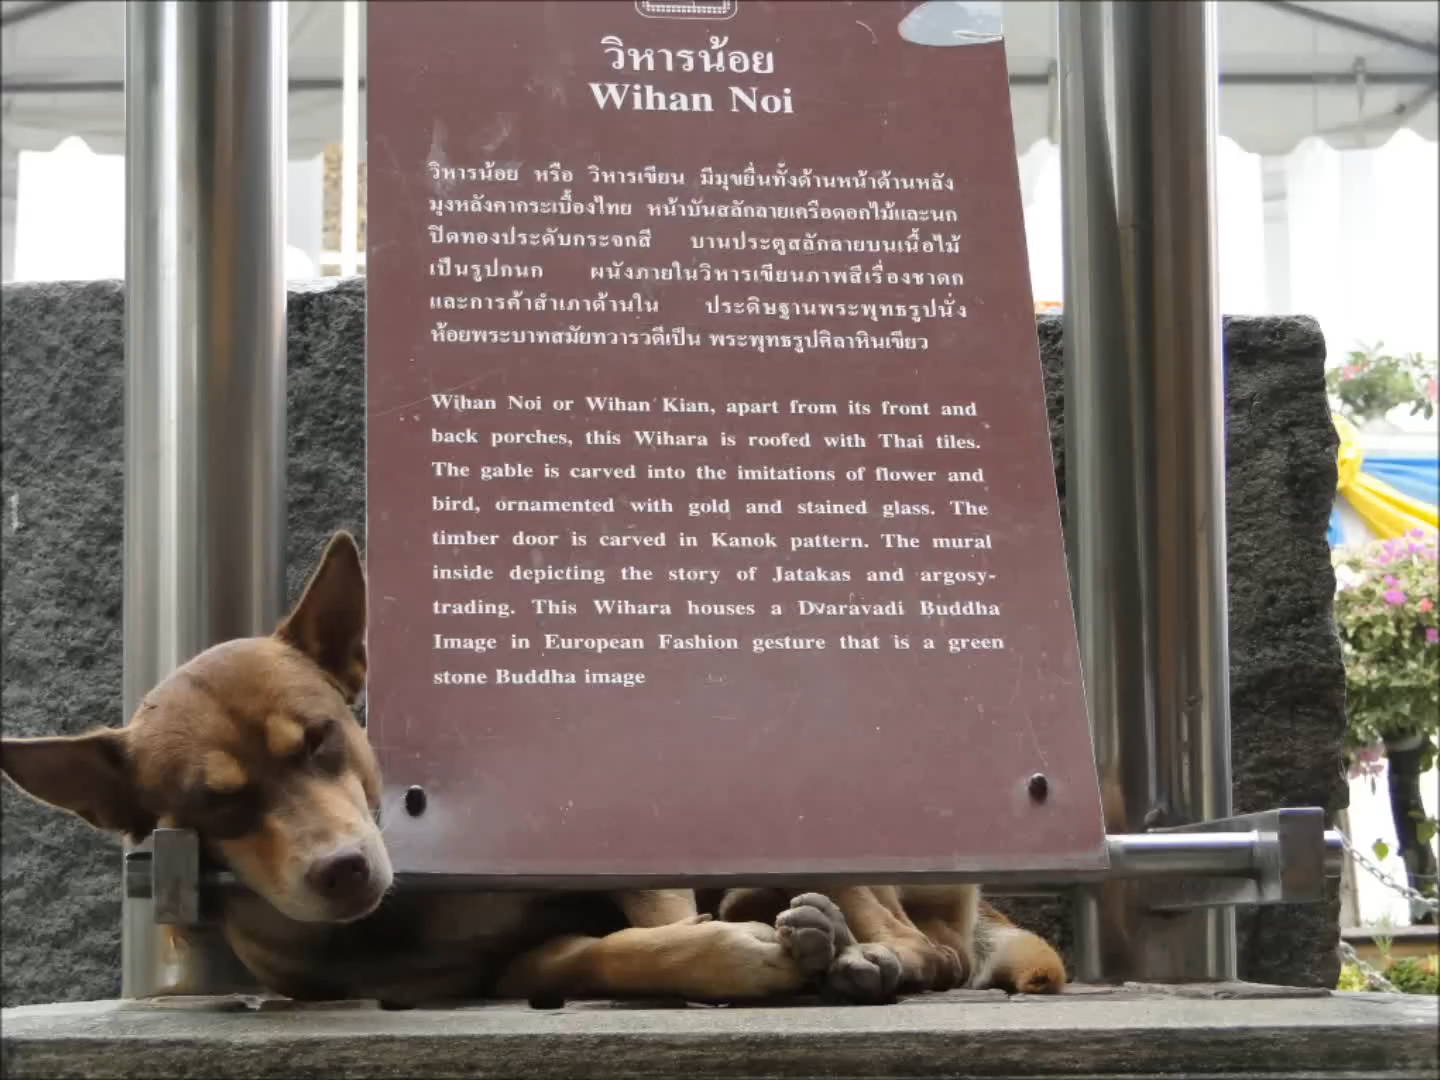 วิหารน้อย
Wihan Noi
วิหารน้อย หรือ วิหารเขียน มีมุขยื่นทั้งด้านหน้าด้านหลัง
มุงหลังคากระเบื้องไทย หน้าบันสลักลายเครือดอกไม้และนก
ปิดทองประดับกระจกสี บานประตูสลักลายบนเนื้อไม้
เป็นรูปกนก ผนังภายในวิหารเขียนภาพสีเรื่องชาดก
และการค้าสำเภาด้านใน ประดิษฐานพระพุทธรูปนั่ง
ห้อยพระบาทสมัยทวารวดีเป็น พระพุทธรูปศิลาหินเขียว
Wihan Noi or Wihan Kian, apart from its front and
back porches, this Wihara is roofed with Thai tiles.
The gable is carved into the imitations of flower and
bird, ornamented with gold and stained glass. The
timber door is carved in Kanok pattern. The mural
inside depicting the story of Jatakas and argosy-
trading. This Wihara houses a Dvaravadi Buddha
Image in European Fashion gesture that is a green
stone Buddha image